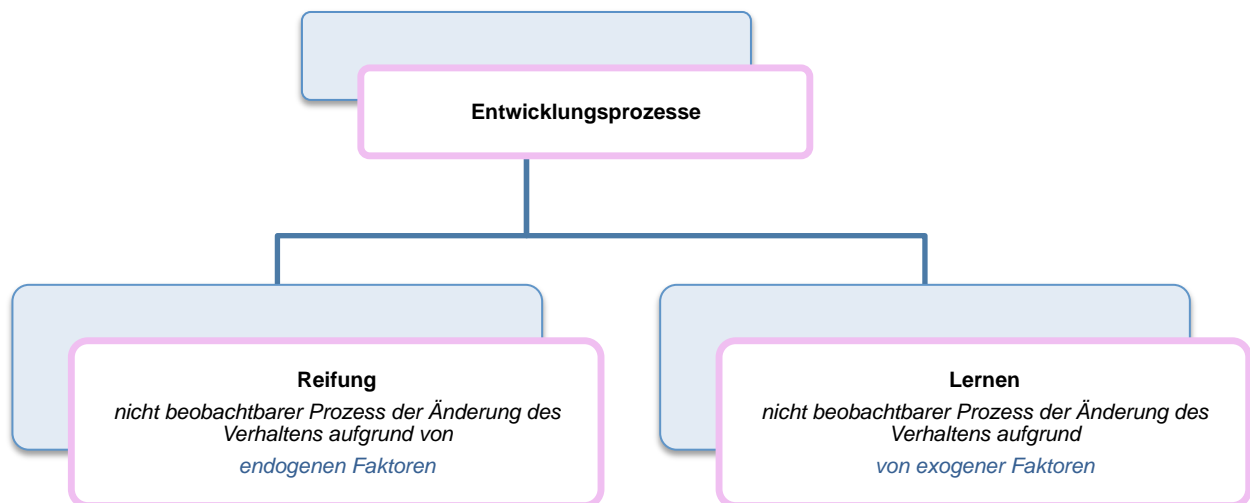 Entwicklungsprozesse
Reifung
nicht beobachtbarer Prozess der Änderung des
Verhaltens aufgrund von
endogenen Faktoren
Lernen
nicht beobachtbarer Prozess der Änderung des
Verhaltens aufgrund
von exogener Faktoren